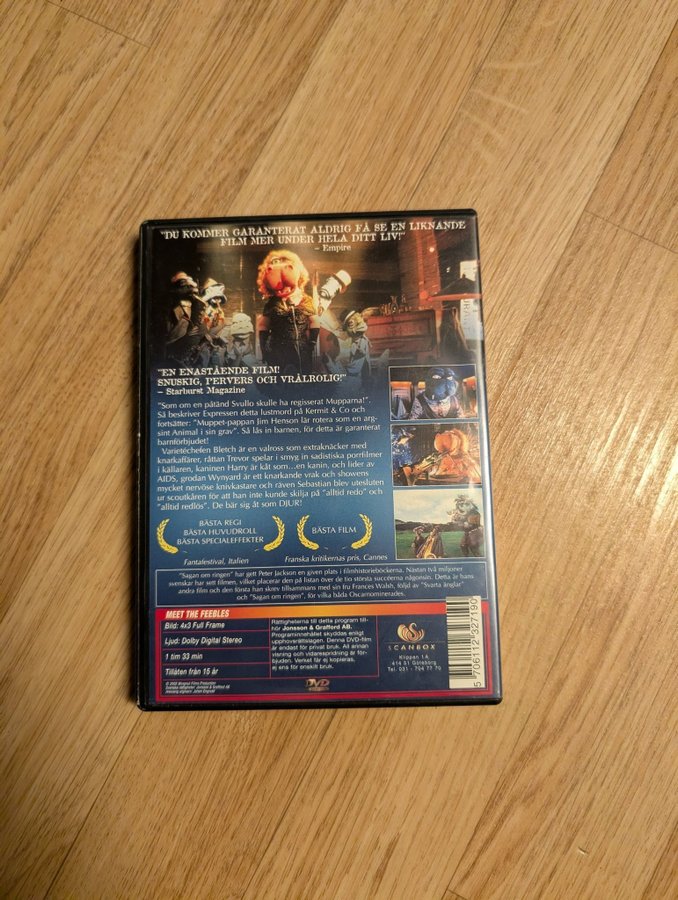 "DU KOMMER GARANTERAT ALDRIG FÅ SE EN LIKNANDE
FILM MER UNDER HELA DITT LIV!"
– Empire
"EN ENASTÅENDE FILM!
SNUSKIG, PERVERS OCH VRÅLROLIG!"
– Starburst Magazine
"Som om en påtänd Svullo skulle ha regisserat Mupparna!".
Så beskriver Expressen detta lustmord på Kermit & Co och
fortsätter: "Muppet-pappan Jim Henson lär rotera som en arg-
sint Animal i sin grav". Så lås in barnen, för detta är garanterat
barnförbjudet!
Varietéchefen Bletch är en valross som extraknäcker med
knarkaffärer, råttan Trevor spelar i smyg in sadistiska porrfilmer
i källaren, kaninen Harry är kåt som...en kanin, och lider av
AIDS, grodan Wynyard är ett knarkande vrak och showens
mycket nervöse knivkastare och räven Sebastian blev utesluten
ur scoutkåren för att han inte kunde skilja på "alltid redo" och
"alltid redlös". De bär sig åt som DJUR!
BÄSTA REGI
BÄSTA HUVUDROLL
BÄSTA SPECIALEFFEKTER
Fantafestival, Italien
BÄSTA FILM
Franska kritikernas pris, Cannes
"Sagan om ringen" har gett Peter Jackson en given plats i filmhistorieböckerna. Nästan två miljoner
svenskar har sett filmen, vilket placerar den på listan över de tio största succéerna någonsin. Detta är hans
andra film och den första han skrev tillsammans med sin fru Frances Walsh, följd av "Svarta änglar"
och "Sagan om ringen", för vilka båda Oscarnominerades.
MEET THE FEEBLES
Bild: 4x3 Full Frame
Ljud: Dolby Digital Stereo
1 tim 33 min
Tillåten från 15 år
Rättigheterna till detta program till-
hör Jonsson & Grafford AB.
Programinnehållet skyddas enligt
upphovsrättslagen. Denna DVD-film
är endast för privat bruk. All annan
visning och vidarespridning är för-
bjuden. Verket får ej kopieras,
ej ens för enskilt bruk.
DVD
SCANBOX
Klippan 1A,
414 51 Göteborg
Tel. 031 - 704 77 70
5 706112 327190